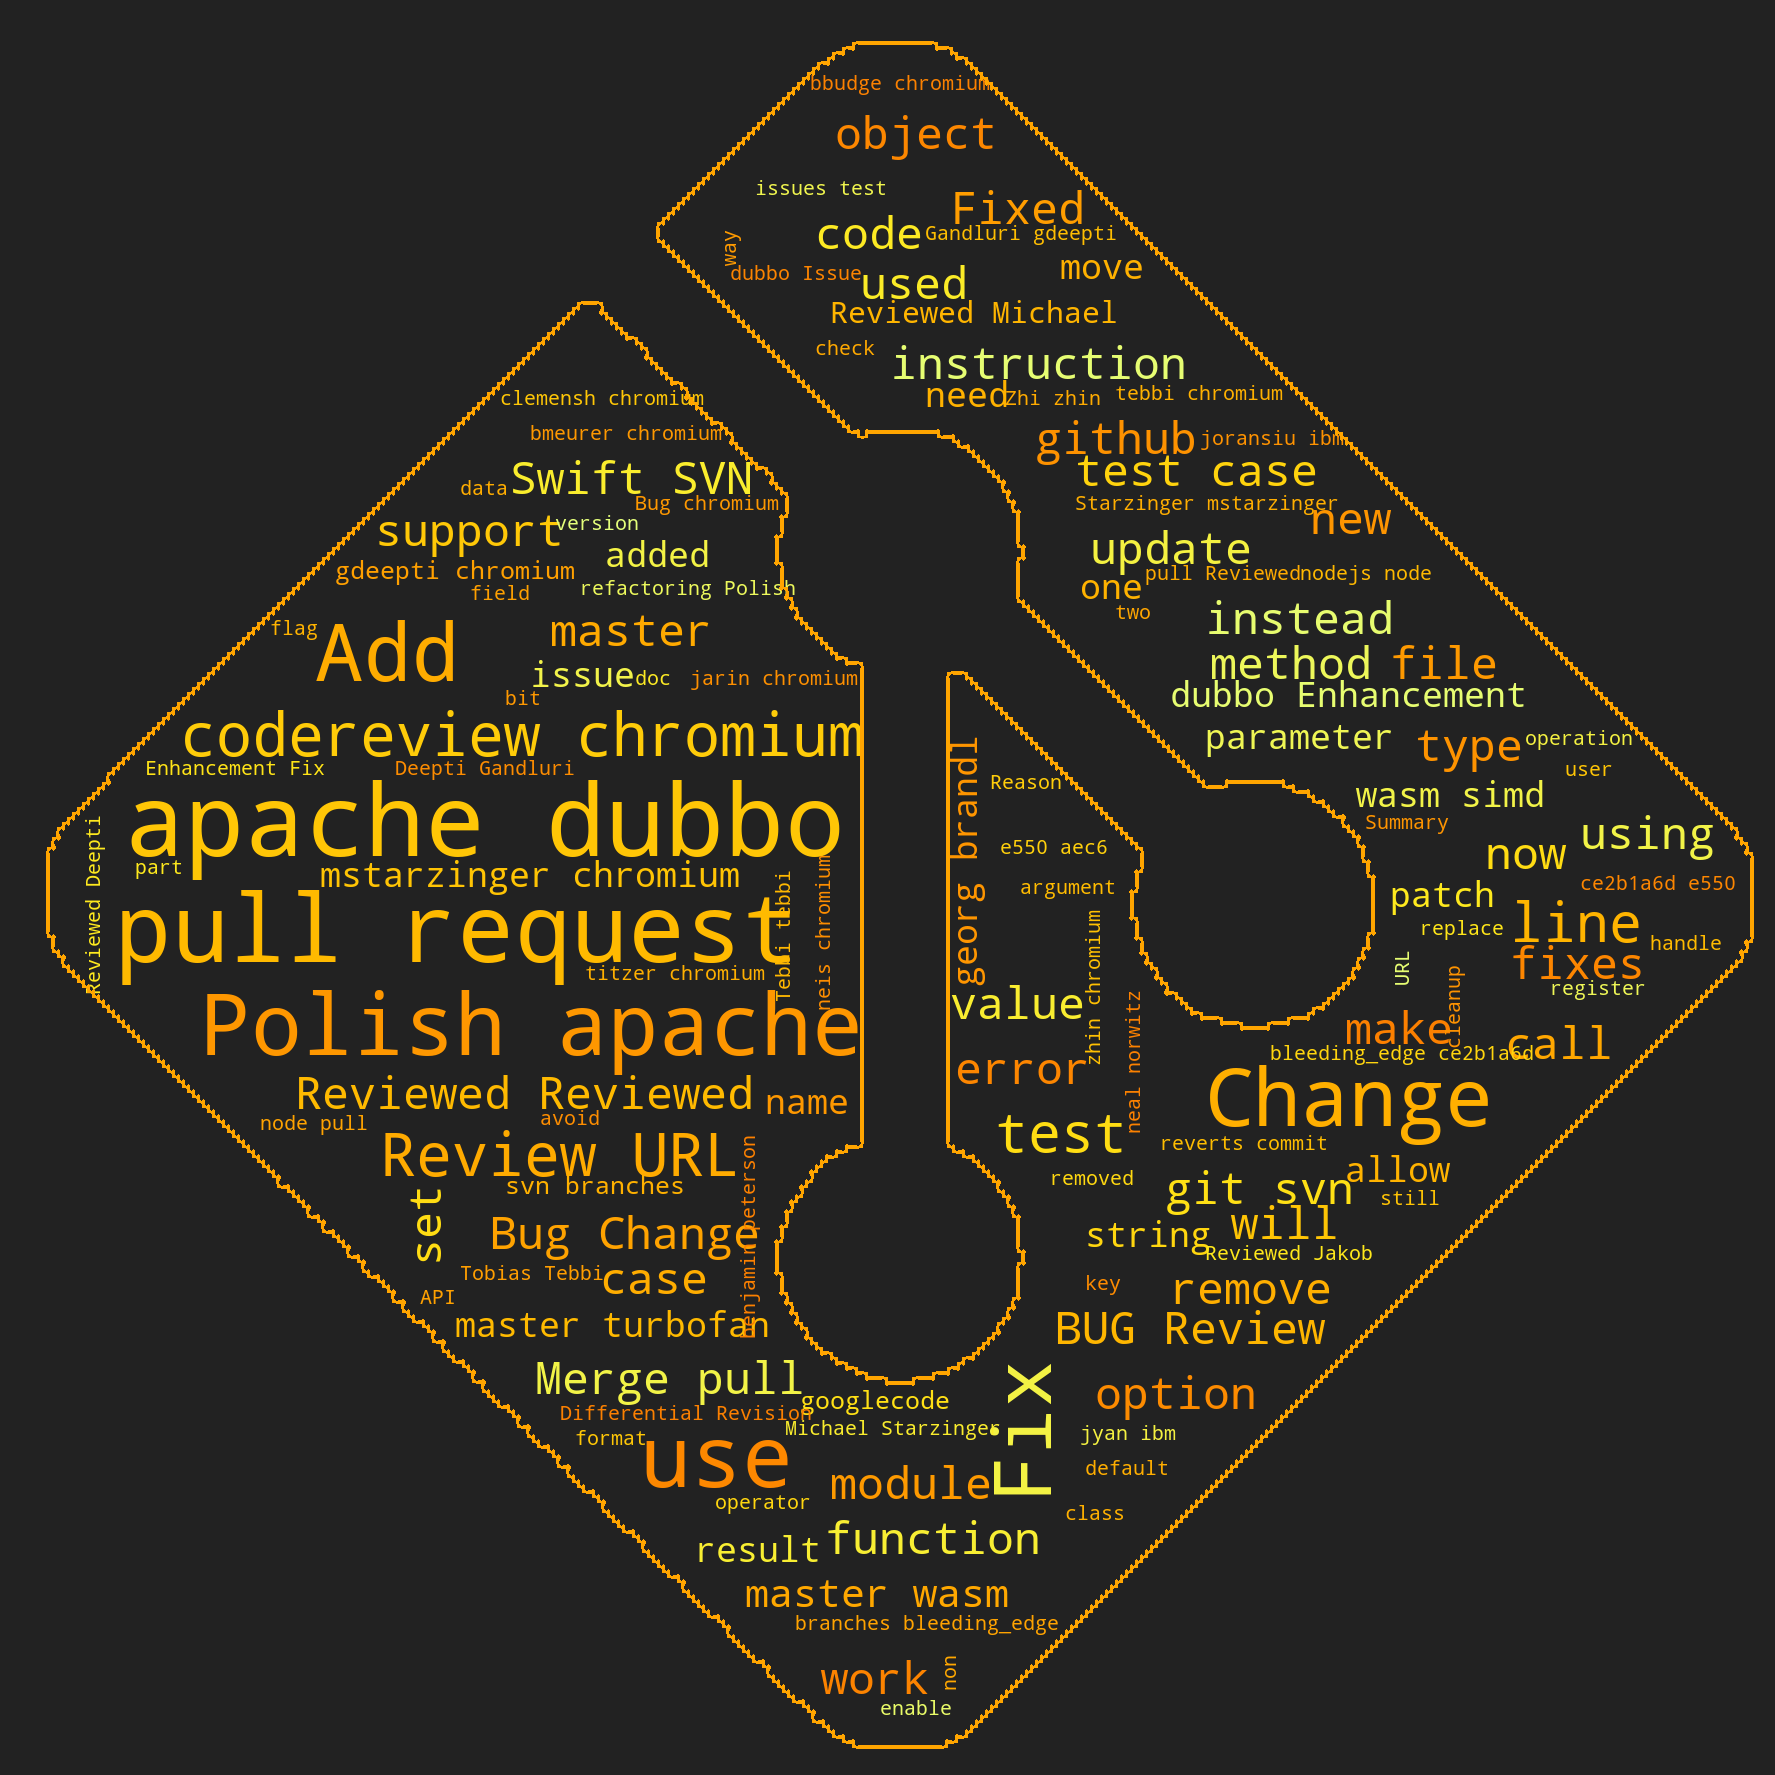 bbudge chromium
object
issues test
Fixed
code
Gandluri gdeepti
way
dubbo Issue
used
move
Reviewed Michael
check
instruction
need
Zhi zhin
tebbi chromium
clemensh chromium
bmeurer chromium
github
joransiu ibm
Swift SVN
test case
data
Bug chromium
Starzinger mstarzinger
new
support
version
added
update
gdeepti chromium
pull Reviewed
nodejs node
refactoring Polish
field
one
two
flag
Add
master
instead
issue
doc
jarin chromium
method
file
bit
dubbo Enhancement
codereview chromium
parameter
type
operation
Enhancement Fix
Deepti Gandluri
georg brandl
Reason
user
apache dubbo
wasm simd
Summary
using
Reviewed Deepti
part
mstarzinger chromium
e550 aec6
now
argument
patch
ce2b1a6d e550
pull request
Tebbi tebbi
neis chromium
replace
line
handle
titzer chromium
zhin chromium
URL
fixes
cleanup
register
Polish apache
value
neal norwitz
make
call
bleeding_edge ce2b1a6d
error
Reviewed Reviewed
name
Change
node pull
avoid
test
reverts commit
Review URL
benjamin peterson
removed
allow
svn branches
git svn
still
set
Bug Change
string
will
Reviewed Jakob
Tobias Tebbi
case
key
remove
API
master turbofan
BUG Review
Merge pull
Fix
googlecode
option
Differential Revision
Michael Starzinger
format
jyan ibm
use
default
module
operator
class
function
result
master wasm
branches bleeding_edge
work
non
enable